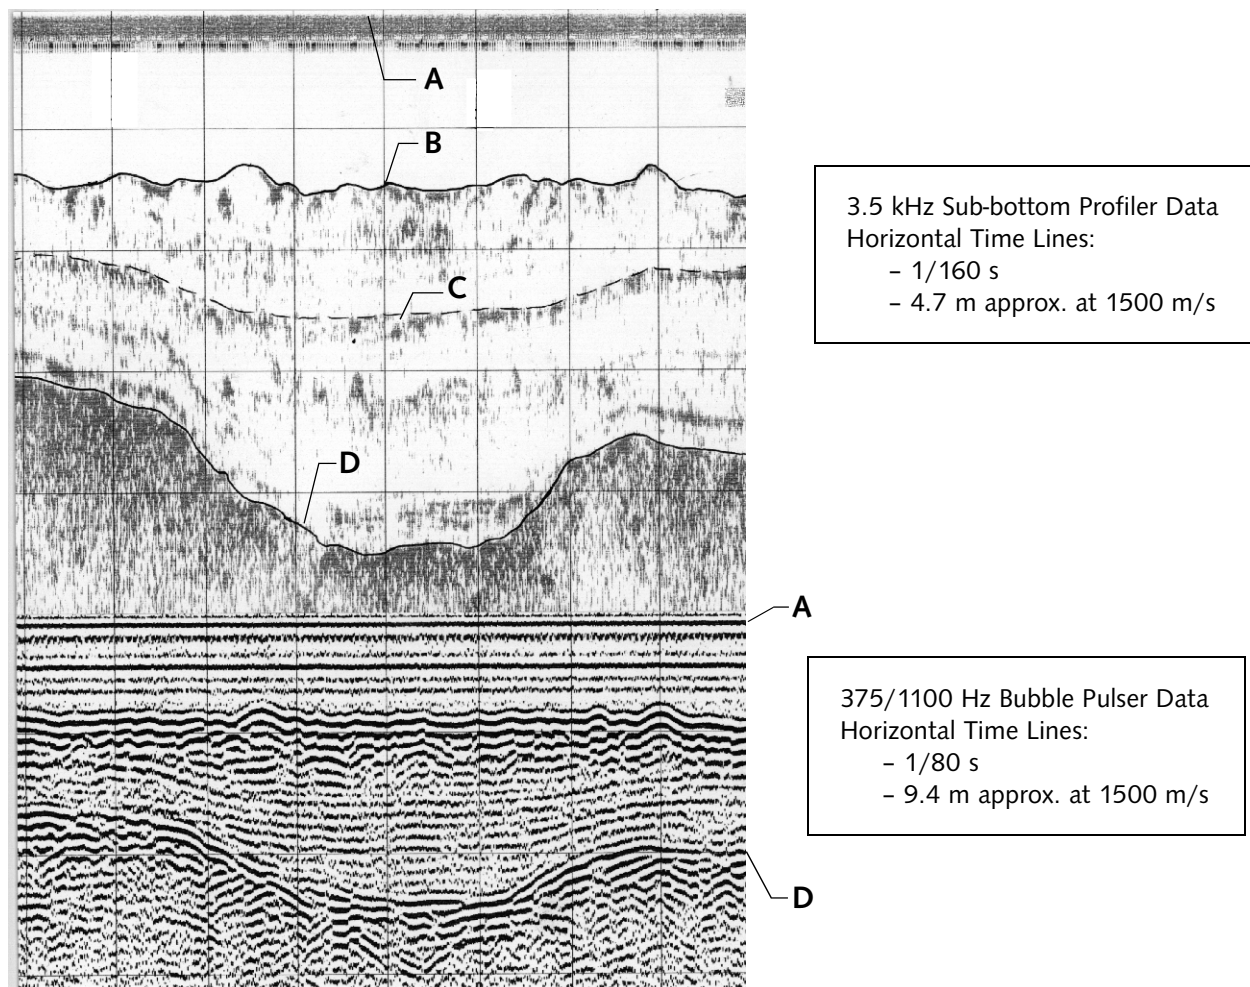 A
B
C
D
3.5 kHz Sub-bottom Profiler Data
Horizontal Time Lines:
– 1/160 s
– 4.7 m approx. at 1500 m/s
A
375/1100 Hz Bubble Pulser Data
Horizontal Time Lines:
– 1/80 s
– 9.4 m approx. at 1500 m/s
D